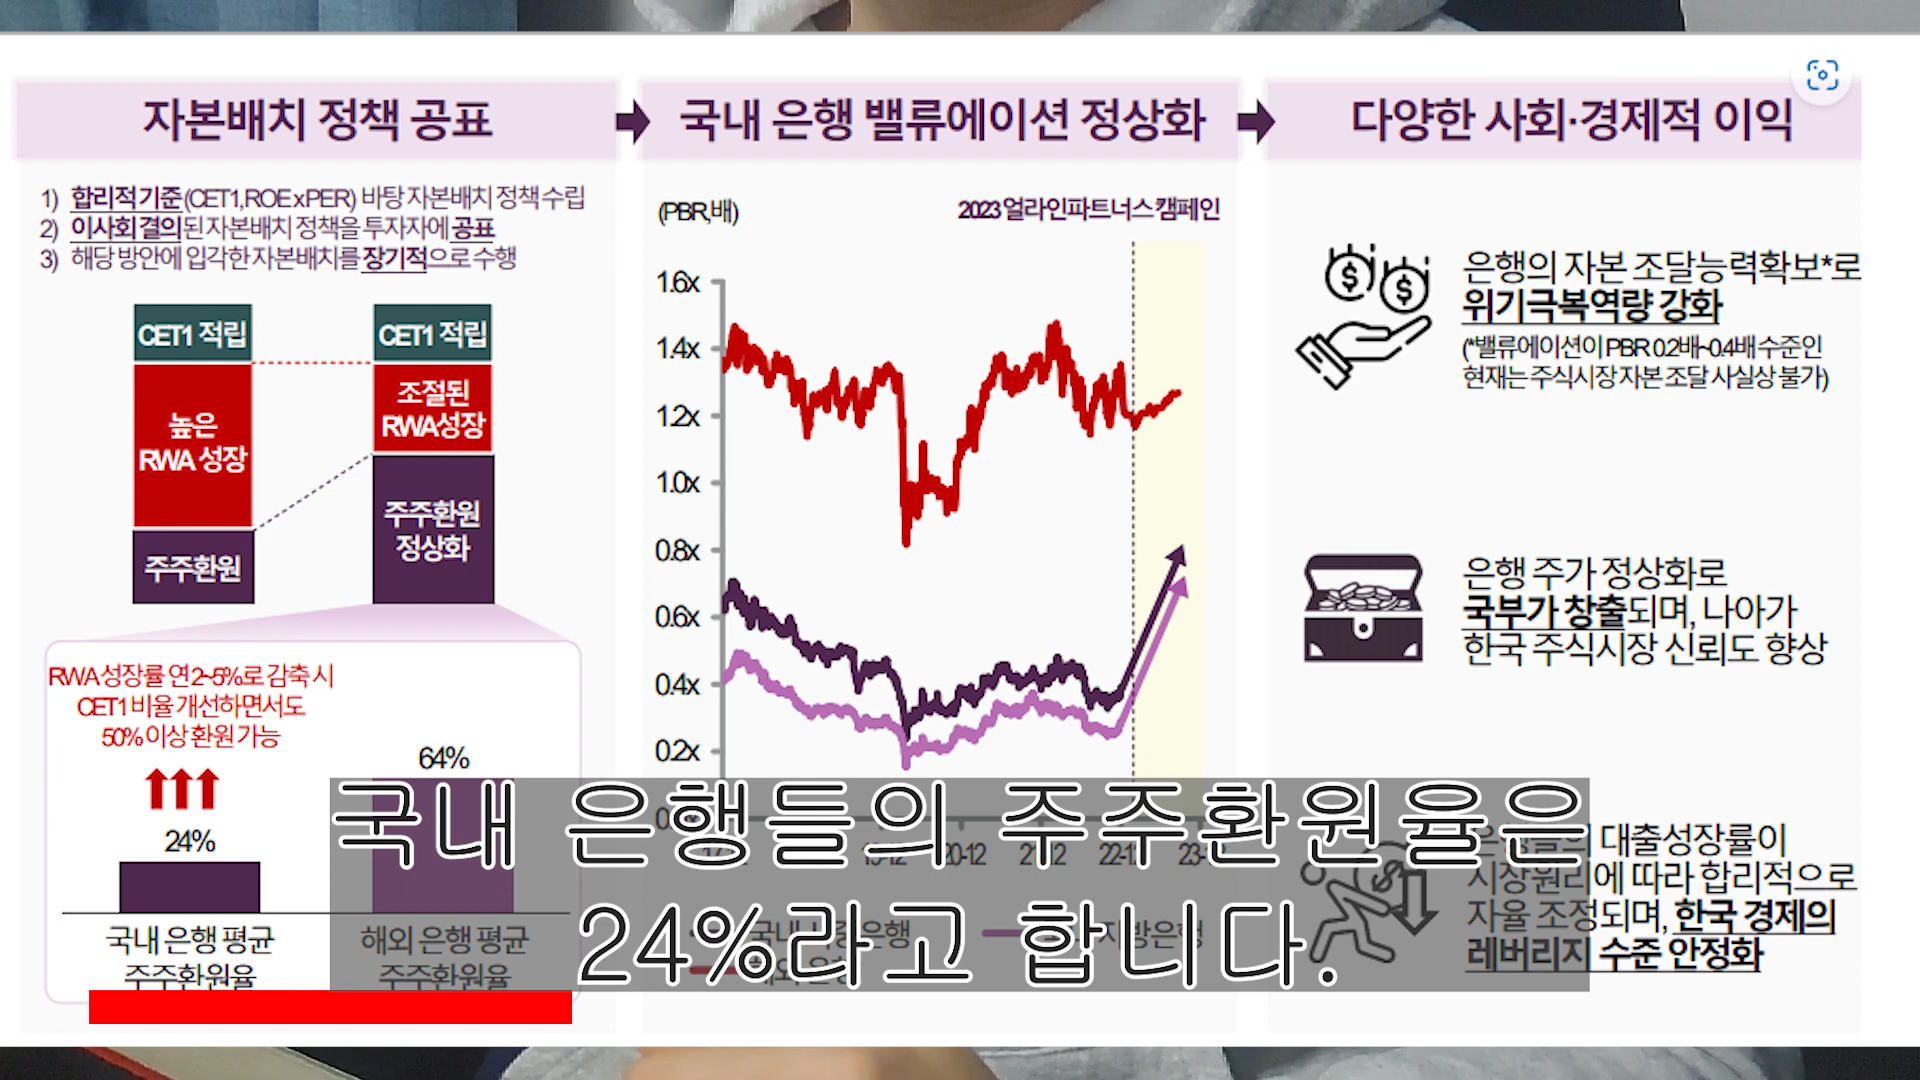 자본배치 정책 공표
1) 합리적 기준(CET1, ROE x PER) 바탕 자본배치 정책 수립
2) 이사회 결의된 자본배치 정책을 투자자에 공표
3) 해당 방안에 입각한 자본배치를 장기적으로 수행
CET1 적립
높은
RWA 성장
주주환원
CET1 적립
조절된
RWA성장
주주환원
정상화
RWA 성장률 연 2~5%로 감축 시
CET1 비율 개선하면서도
50% 이상 환원 가능
24%
64%
국내 은행 평균
주주환원율
해외 은행 평균
주주환원율
국내 은행 밸류에이션 정상화
(PBR, 배)
2023 얼라인파트너스 캠페인
1.6x
1.4x
1.2x
1.0x
0.8x
0.6x
0.4x
0.2x
20-12
다양한 사회·경제적 이익
은행의 자본 조달능력확보*로
위기극복역량 강화
(*밸류에이션이 PBR 0.2배~0.4배 수준인
현재는 주식시장 자본 조달 사실상 불가)
은행 주가 정상화로
국부가 창출되며, 나아가
한국 주식시장 신뢰도 향상
대출성장률이
시장원리에 따라 합리적으로
자율 조정되며, 한국 경제의
레버리지 수준 안정화
국내 은행들의 주주환원율은
24%라고 합니다.